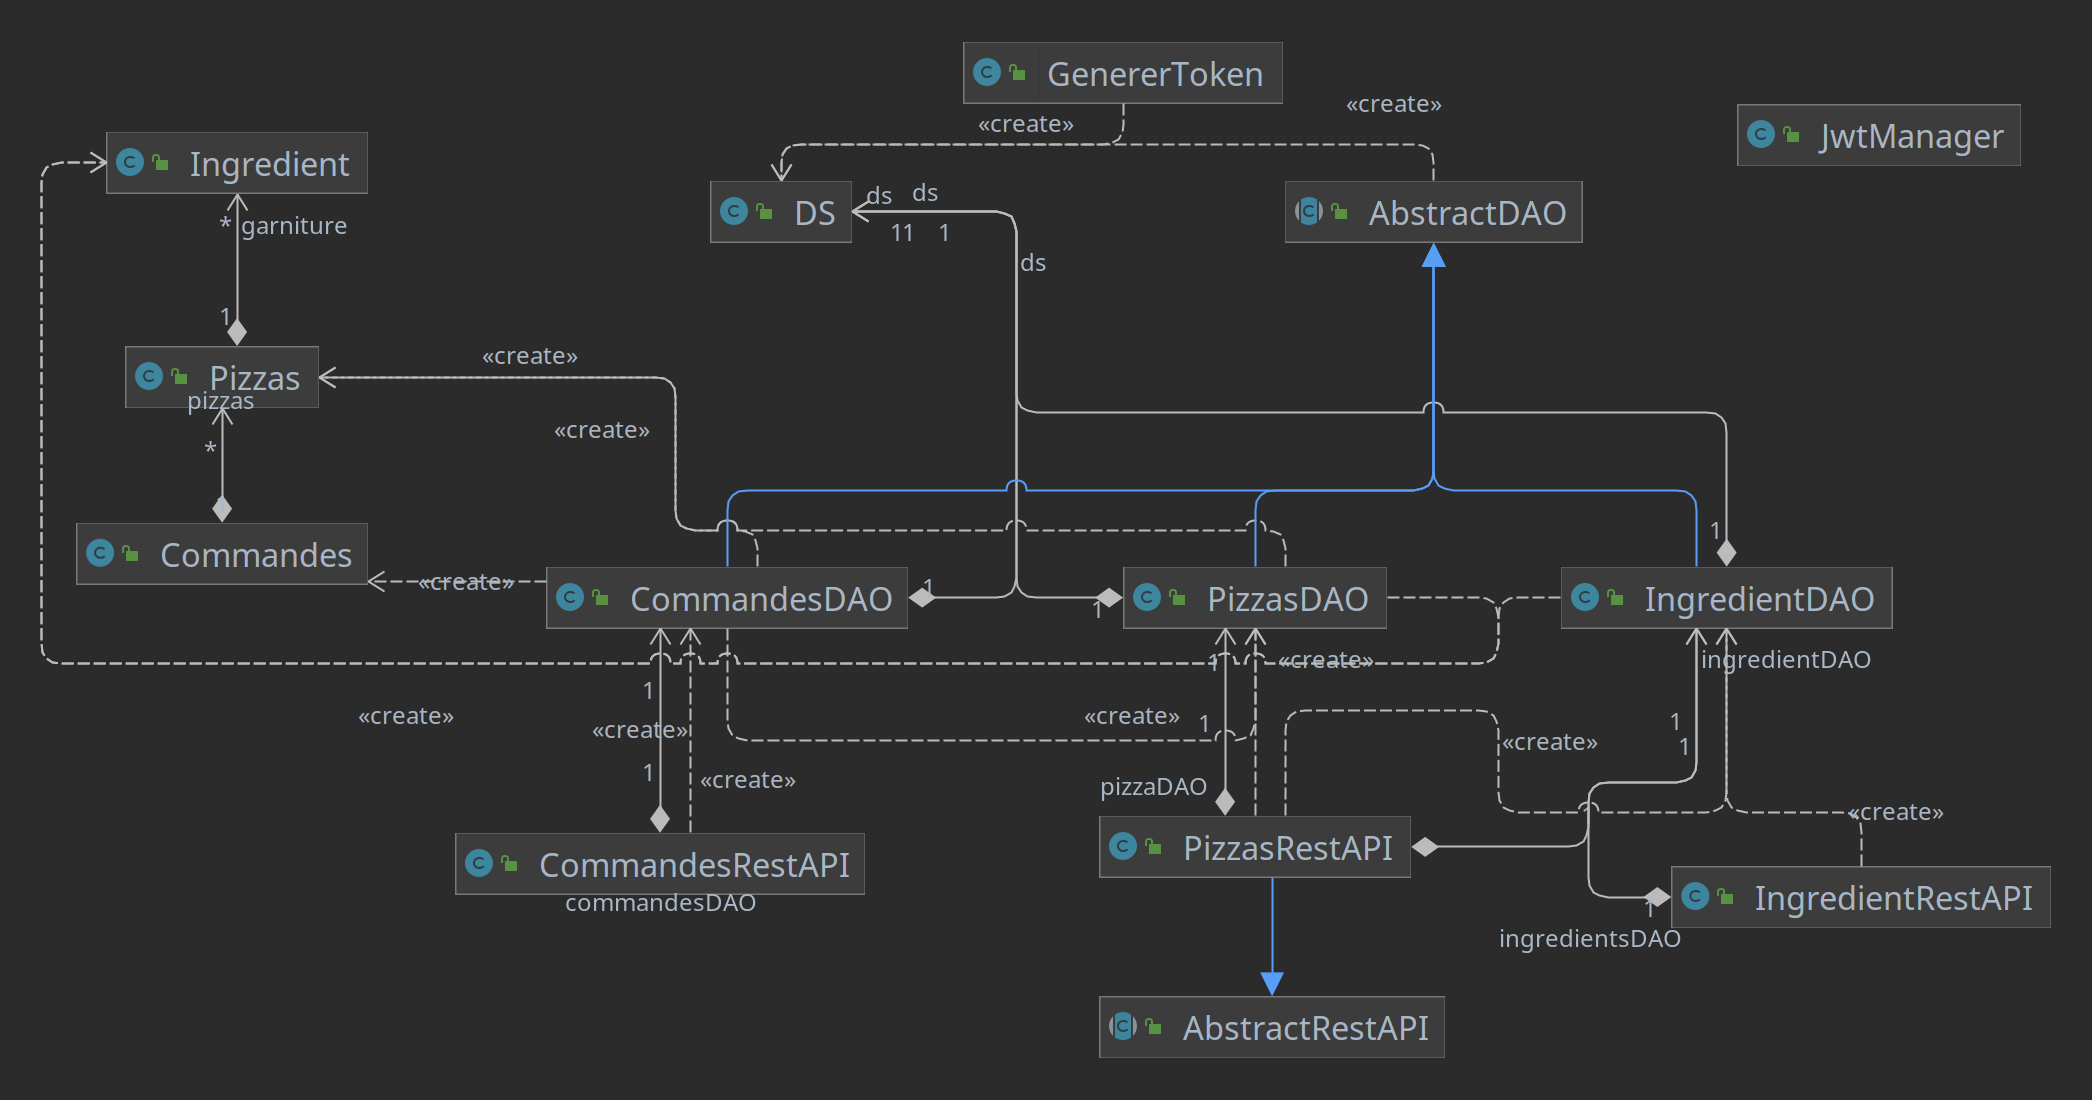 GenererToken
«create»
«create»
JwtManager
Ingredient
* garniture
DS
ds
ds
11
1
AbstractDAO
ds
1
Pizzas
pizzas
«create»
«create»
*
Commandes
«create»
1
CommandesDAO
1
1
PizzasDAO
IngredientDAO
1
«create»
ingredientDAO
1
«create»
«create»
1
«create»
1
«create»
1
1
«create»
pizzaDAO
«create»
CommandesRestAPI
commandesDAO
PizzasRestAPI
IngredientRestAPI
1
ingredientsDAO
AbstractRestAPI